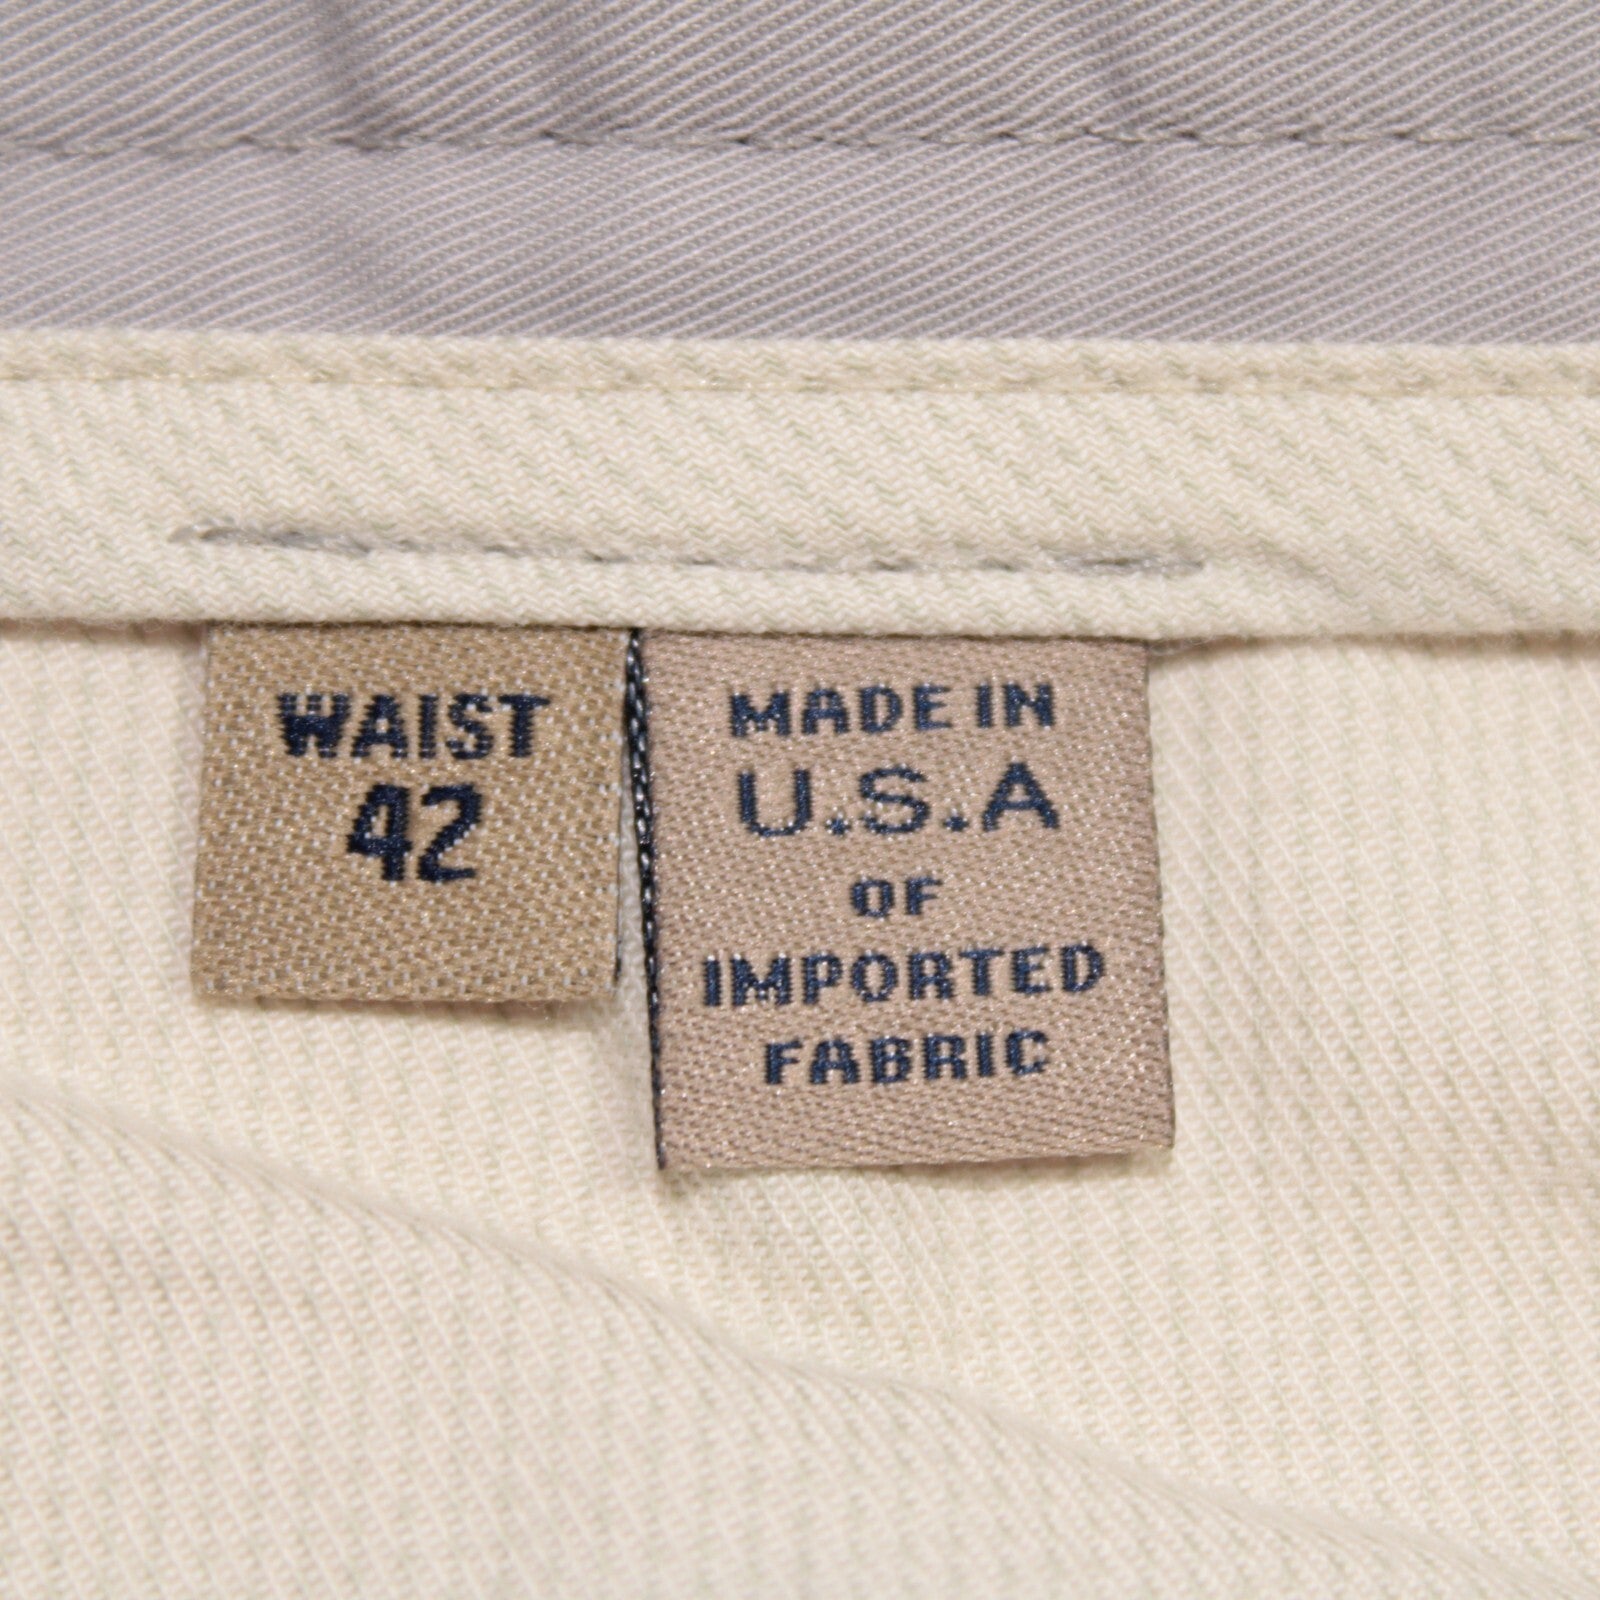 WAIST
42
MADE IN
U.S.A
OF
IMPORTED
FABRIC